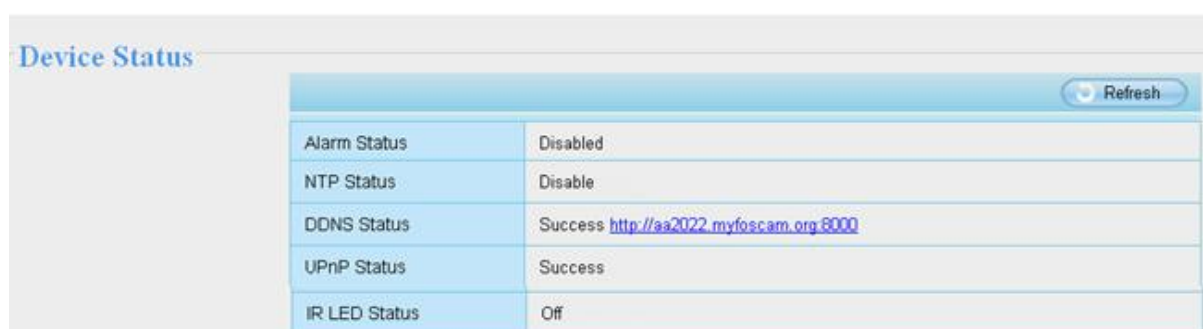 Device Status
Refresh
Alarm Status Disabled
NTP Status Disable
DDNS Status Success http://aa2022.myfoscam.org:8000
UPnP Status Success
IR LED Status Off